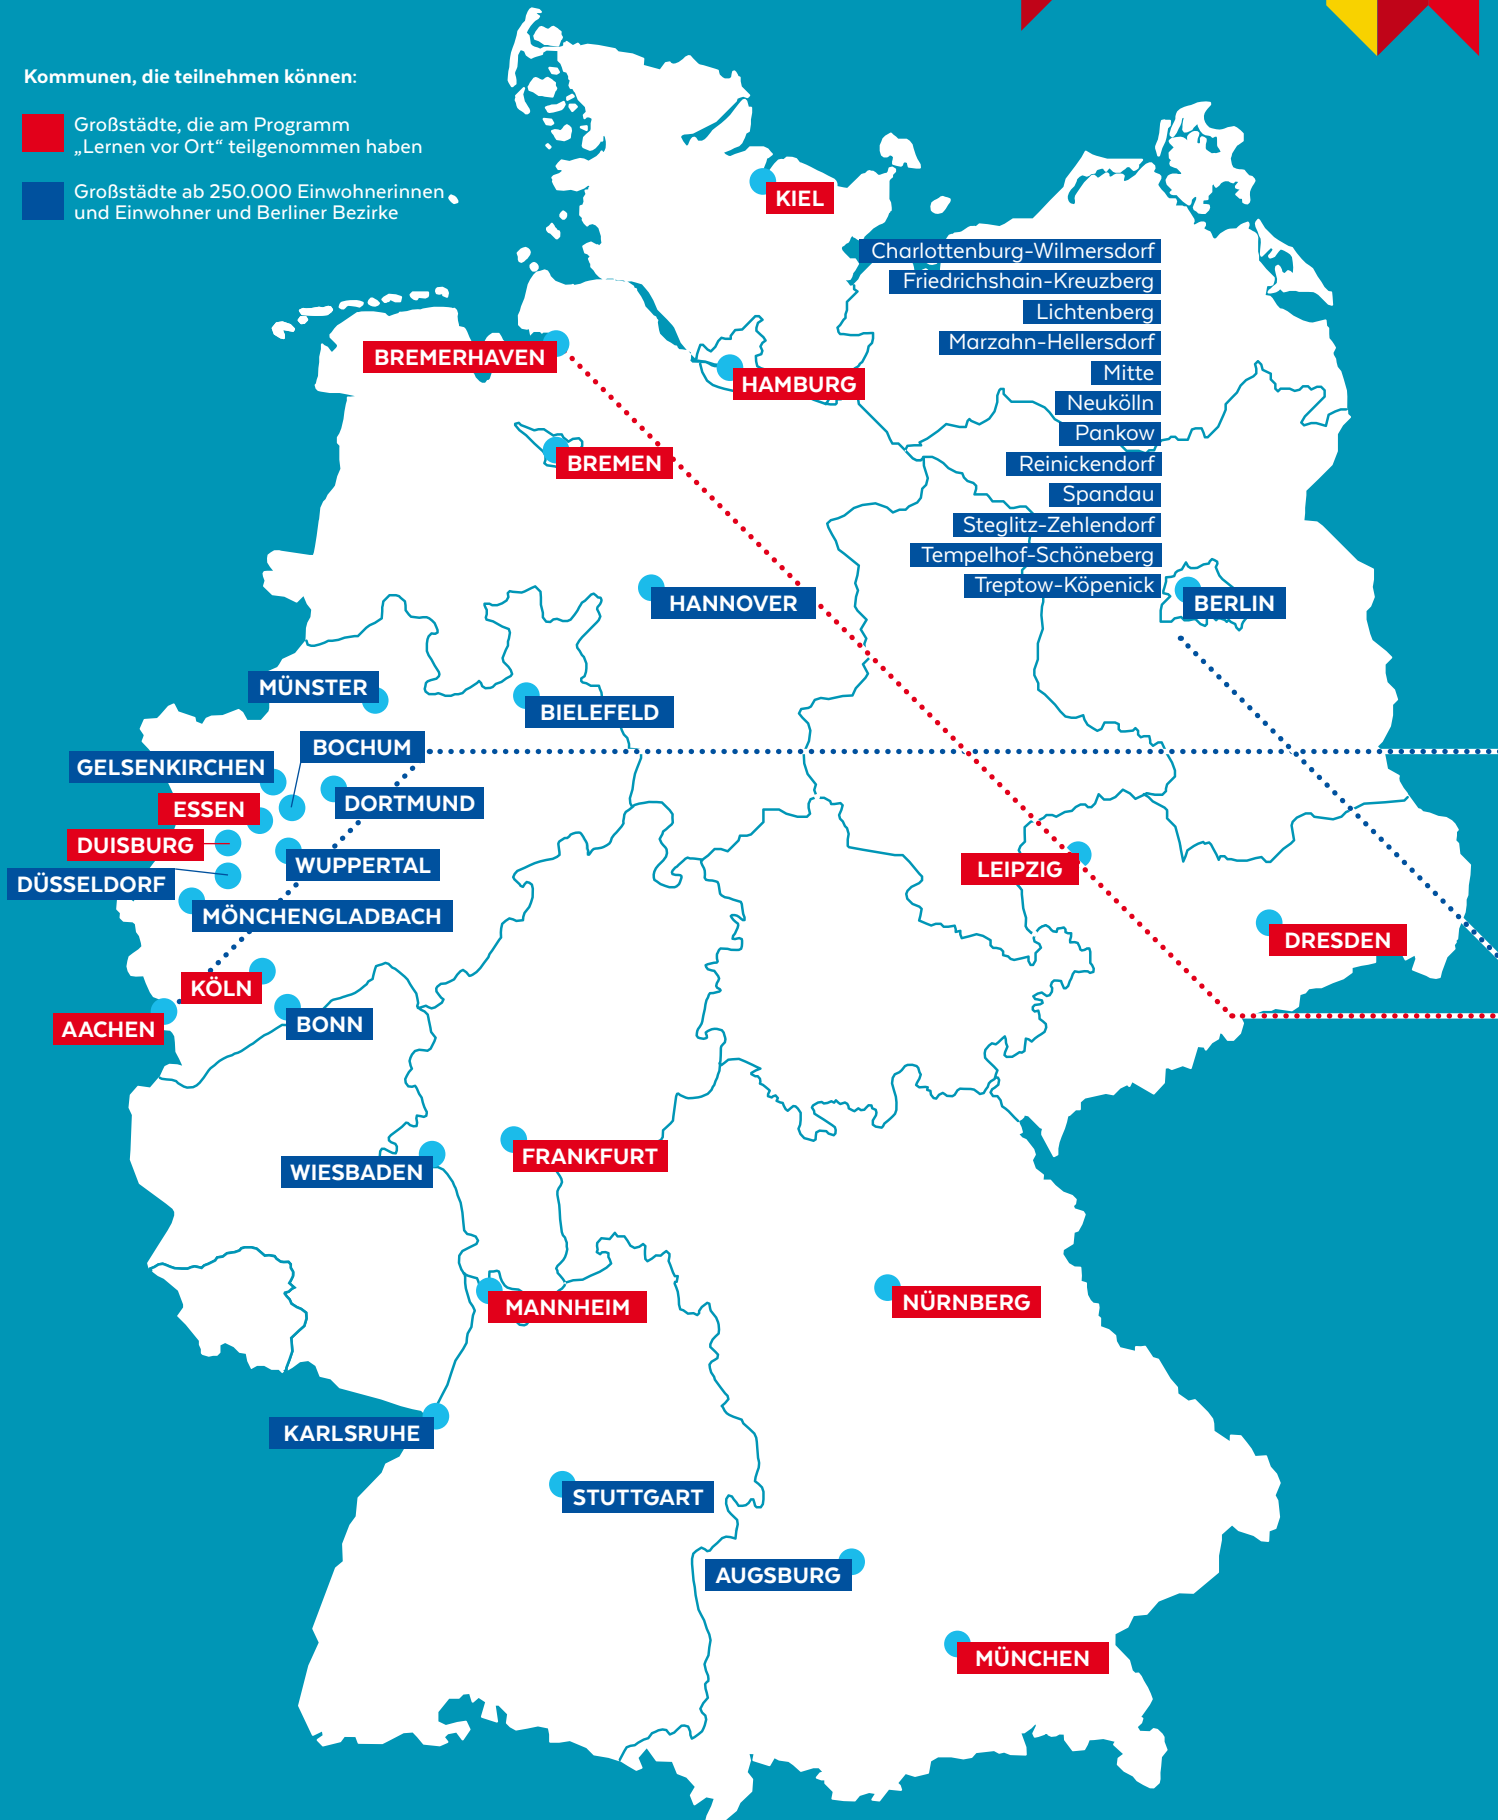 Kommunen, die teilnehmen können:
Großstädte, die am Programm
„Lernen vor Ort“ teilgenommen haben
Großstädte ab 250.000 Einwohnerinnen
und Einwohner und Berliner Bezirke
KIEL
Charlottenburg-Wilmersdorf
Friedrichshain-Kreuzberg
Lichtenberg
Marzahn-Hellersdorf
Mitte
Neukölln
Pankow
Reinickendorf
Spandau
Steglitz-Zehlendorf
Tempelhof-Schöneberg
Treptow-Köpenick
BREMERHAVEN
HAMBURG
BREMEN
HANNOVER
BERLIN
MÜNSTER
BIELEFELD
BOCHUM
GELSENKIRCHEN
DORTMUND
ESSEN
DUISBURG
WUPPERTAL
LEIPZIG
DÜSSELDORF
MÖNCHENGLADBACH
DRESDEN
KÖLN
BONN
AACHEN
FRANKFURT
WIESBADEN
NÜRNBERG
MANNHEIM
KARLSRUHE
STUTTGART
AUGSBURG
MÜNCHEN